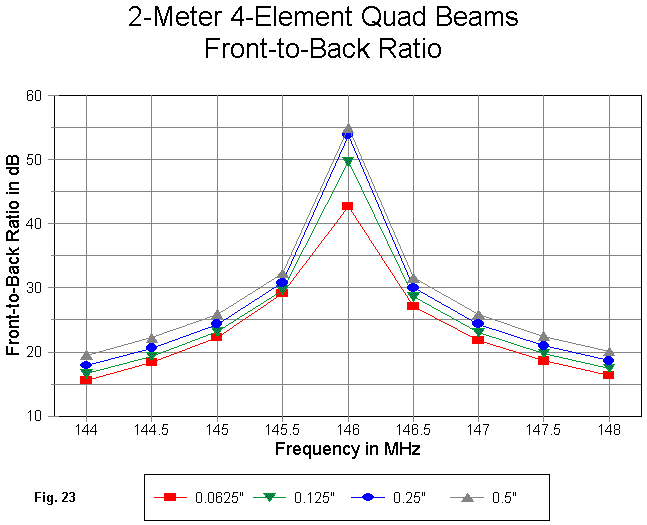 2-Meter 4-Element Quad Beams
Front-to-Back Ratio
Front-to-Back Ratio in dB
60
50
40
30
20
10
144 144.5 145 145.5 146 146.5 147 147.5 148
Frequency in MHz
Fig. 23
0.0625" 0.125" 0.25" 0.5"